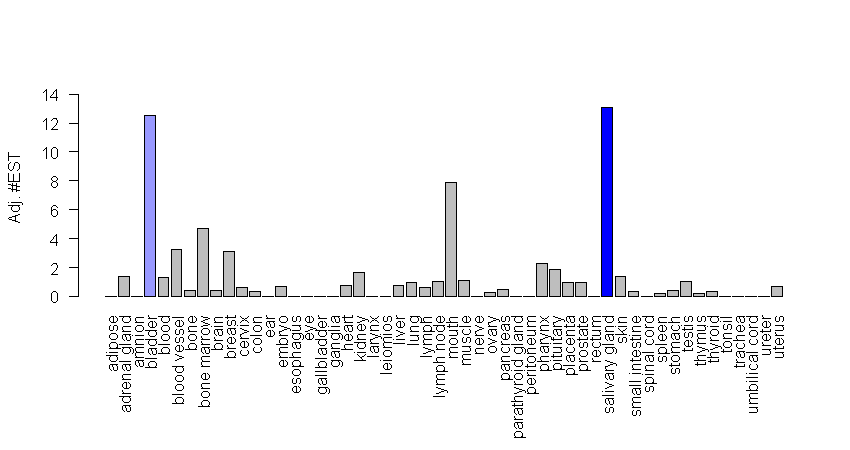 Adj. #EST
14
12
10
8
6
4
2
0
adipose
adrenal gland
amnion
bladder
blood
blood vessel
bone
bone marrow
brain
breast
cervix
colon
ear
embryo
esophagus
eye
gallbladder
ganglia
heart
kidney
larynx
leiomios
liver
lung
lymph
lymph node
mouth
muscle
nerve
ovary
pancreas
parathyroid gland
peritoneum
pharynx
pituitary
placenta
prostate
rectum
salivary gland
skin
small intestine
spinal cord
spleen
stomach
testis
thymus
thyroid
tonsil
trachea
umbilical cord
ureter
uterus